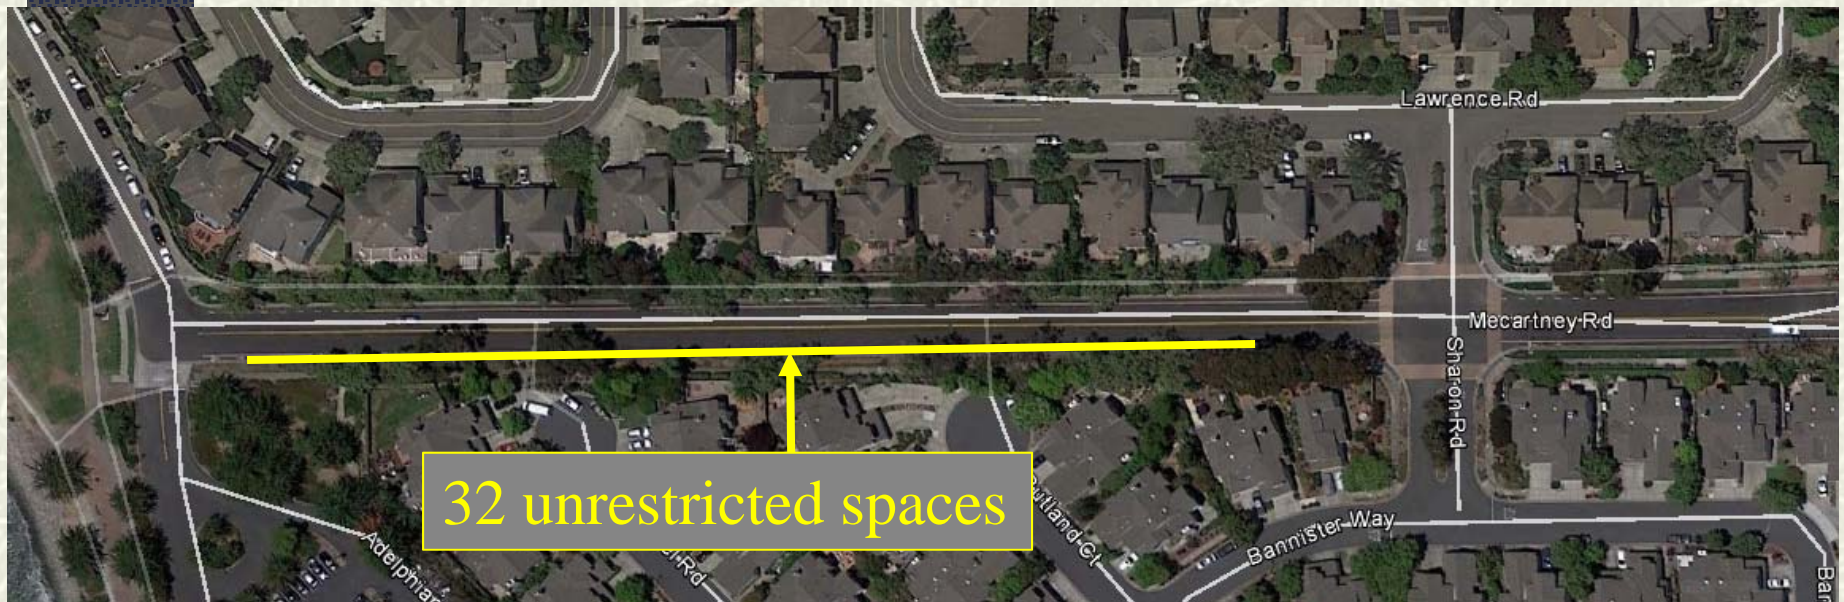 Lawrence Rd
Mecartney Rd
Sharon Rd
32 unrestricted spaces
Bannister Way